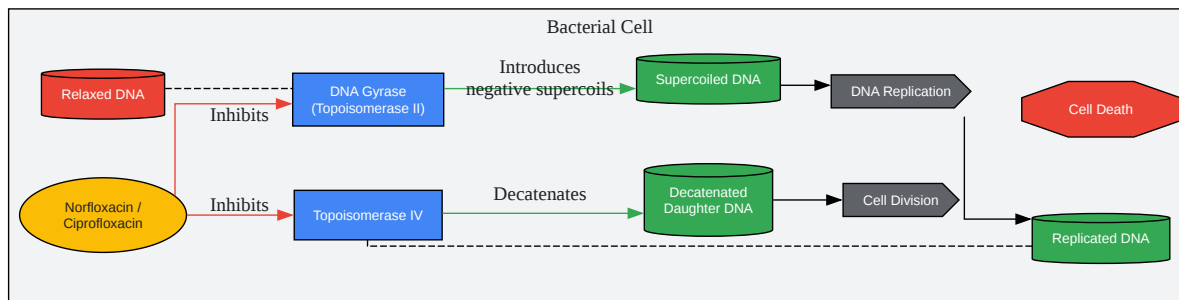 Bacterial Cell
Relaxed DNA
DNA Gyrase
(Topoisomerase II)
Introduces
negative supercoils
Supercoiled DNA
DNA Replication
Cell Death
Inhibits
Norfloxacin /
Ciprofloxacin
Inhibits
Topoisomerase IV
Decatenates
Decatenated
Daughter DNA
Cell Division
Replicated DNA